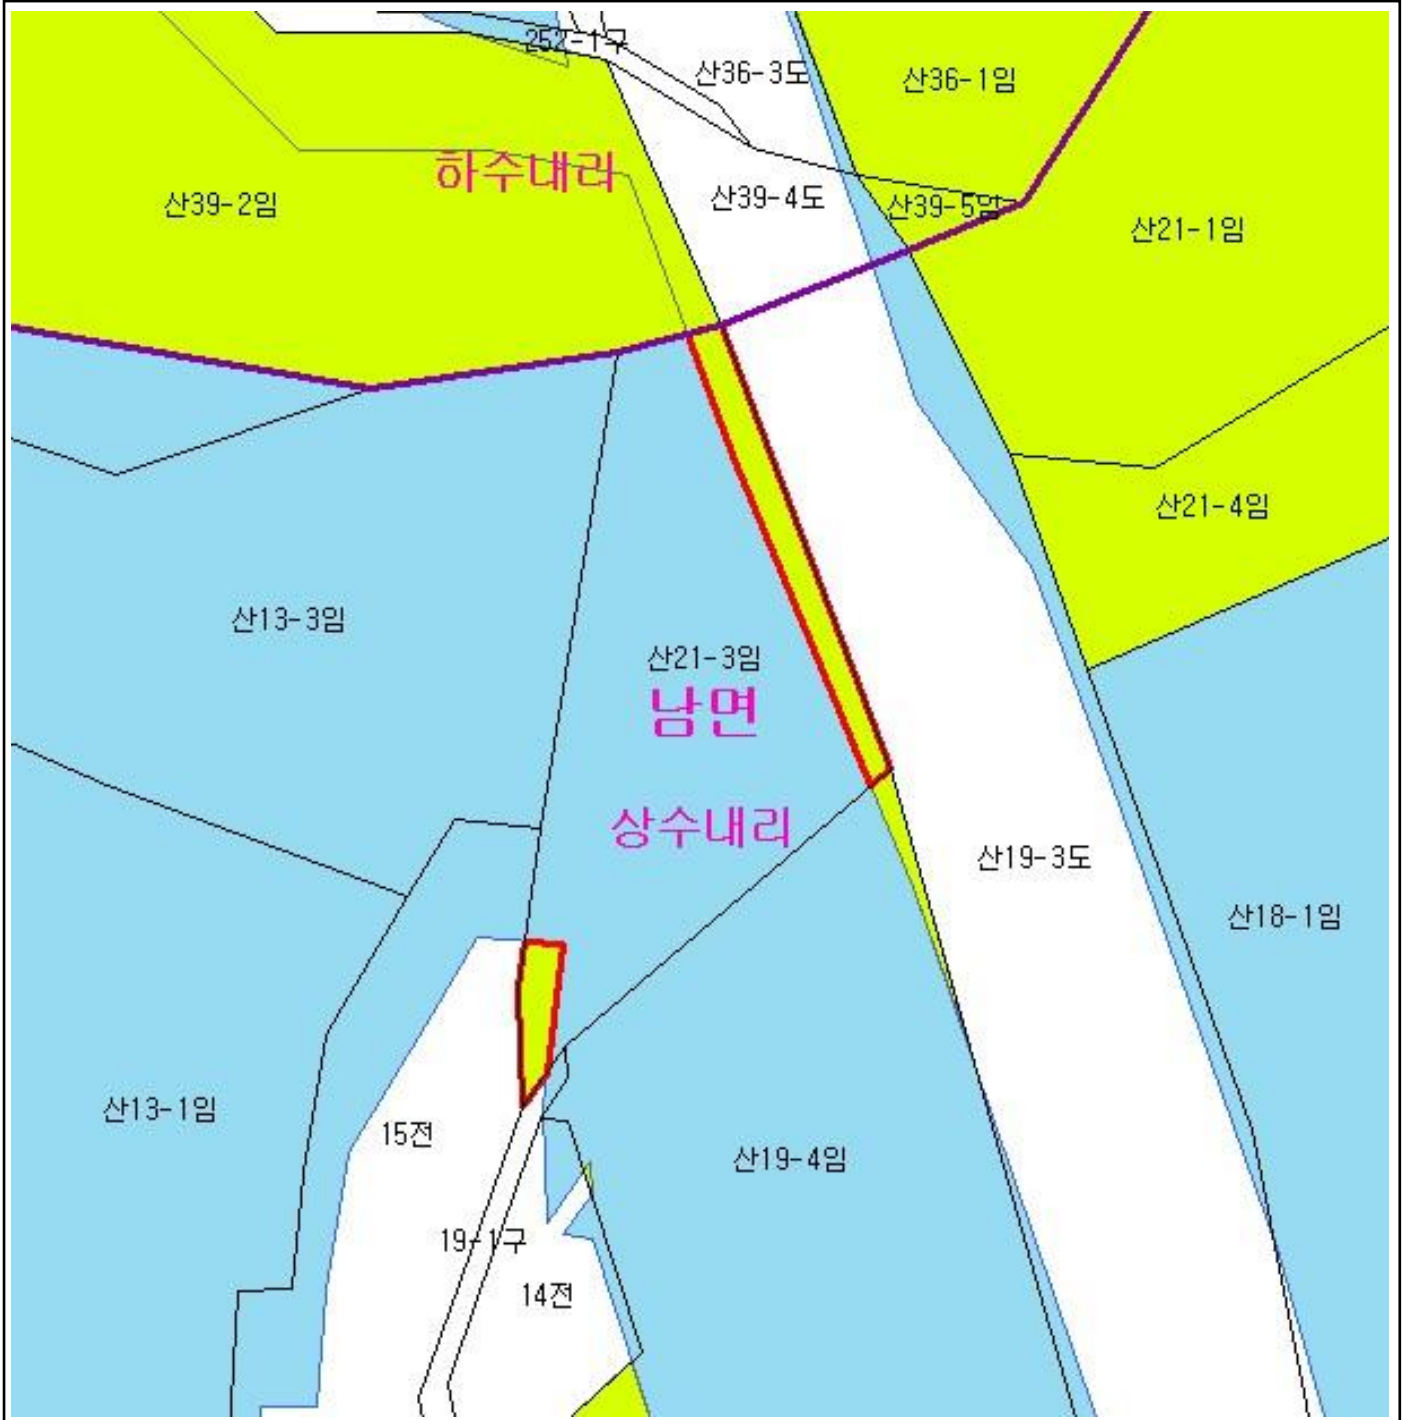 252-1구
산36-3도
산36-1임
하수내리
산39-2임
산39-4도
산39-5임
산21-1임
산21-4임
산13-3임
산21-3임
남면
상수내리
산19-3도
산18-1임
산13-1임
15전
산19-4임
19-1구
14전